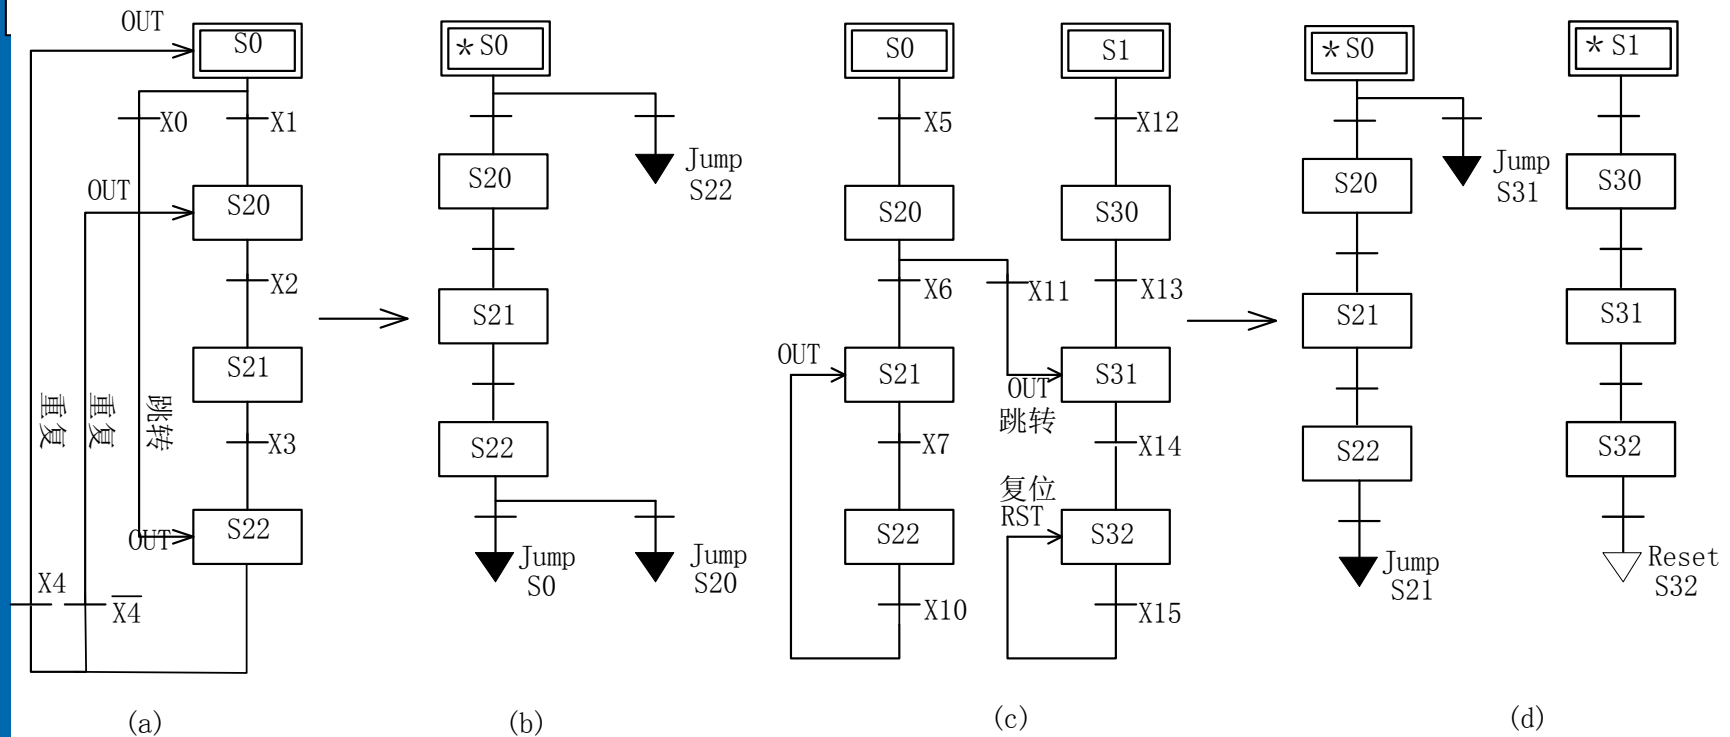 OUT
S0
X0
X1
OUT
S20
X2
S21
重复
重复
跳转
X3
S22
OUT
X4
X4
(a)
*S0
Jump
S22
S20
S21
S22
Jump
S0
Jump
S20
(b)
S0
S1
X5
X12
S20
S30
X6
X11
X13
OUT
S21
OUT
跳转
S31
X7
X14
复位
RST
S22
S32
X10
X15
(c)
*S0
*S1
Jump
S31
S20
S30
S21
S31
S22
S32
Jump
S21
Reset
S32
(d)